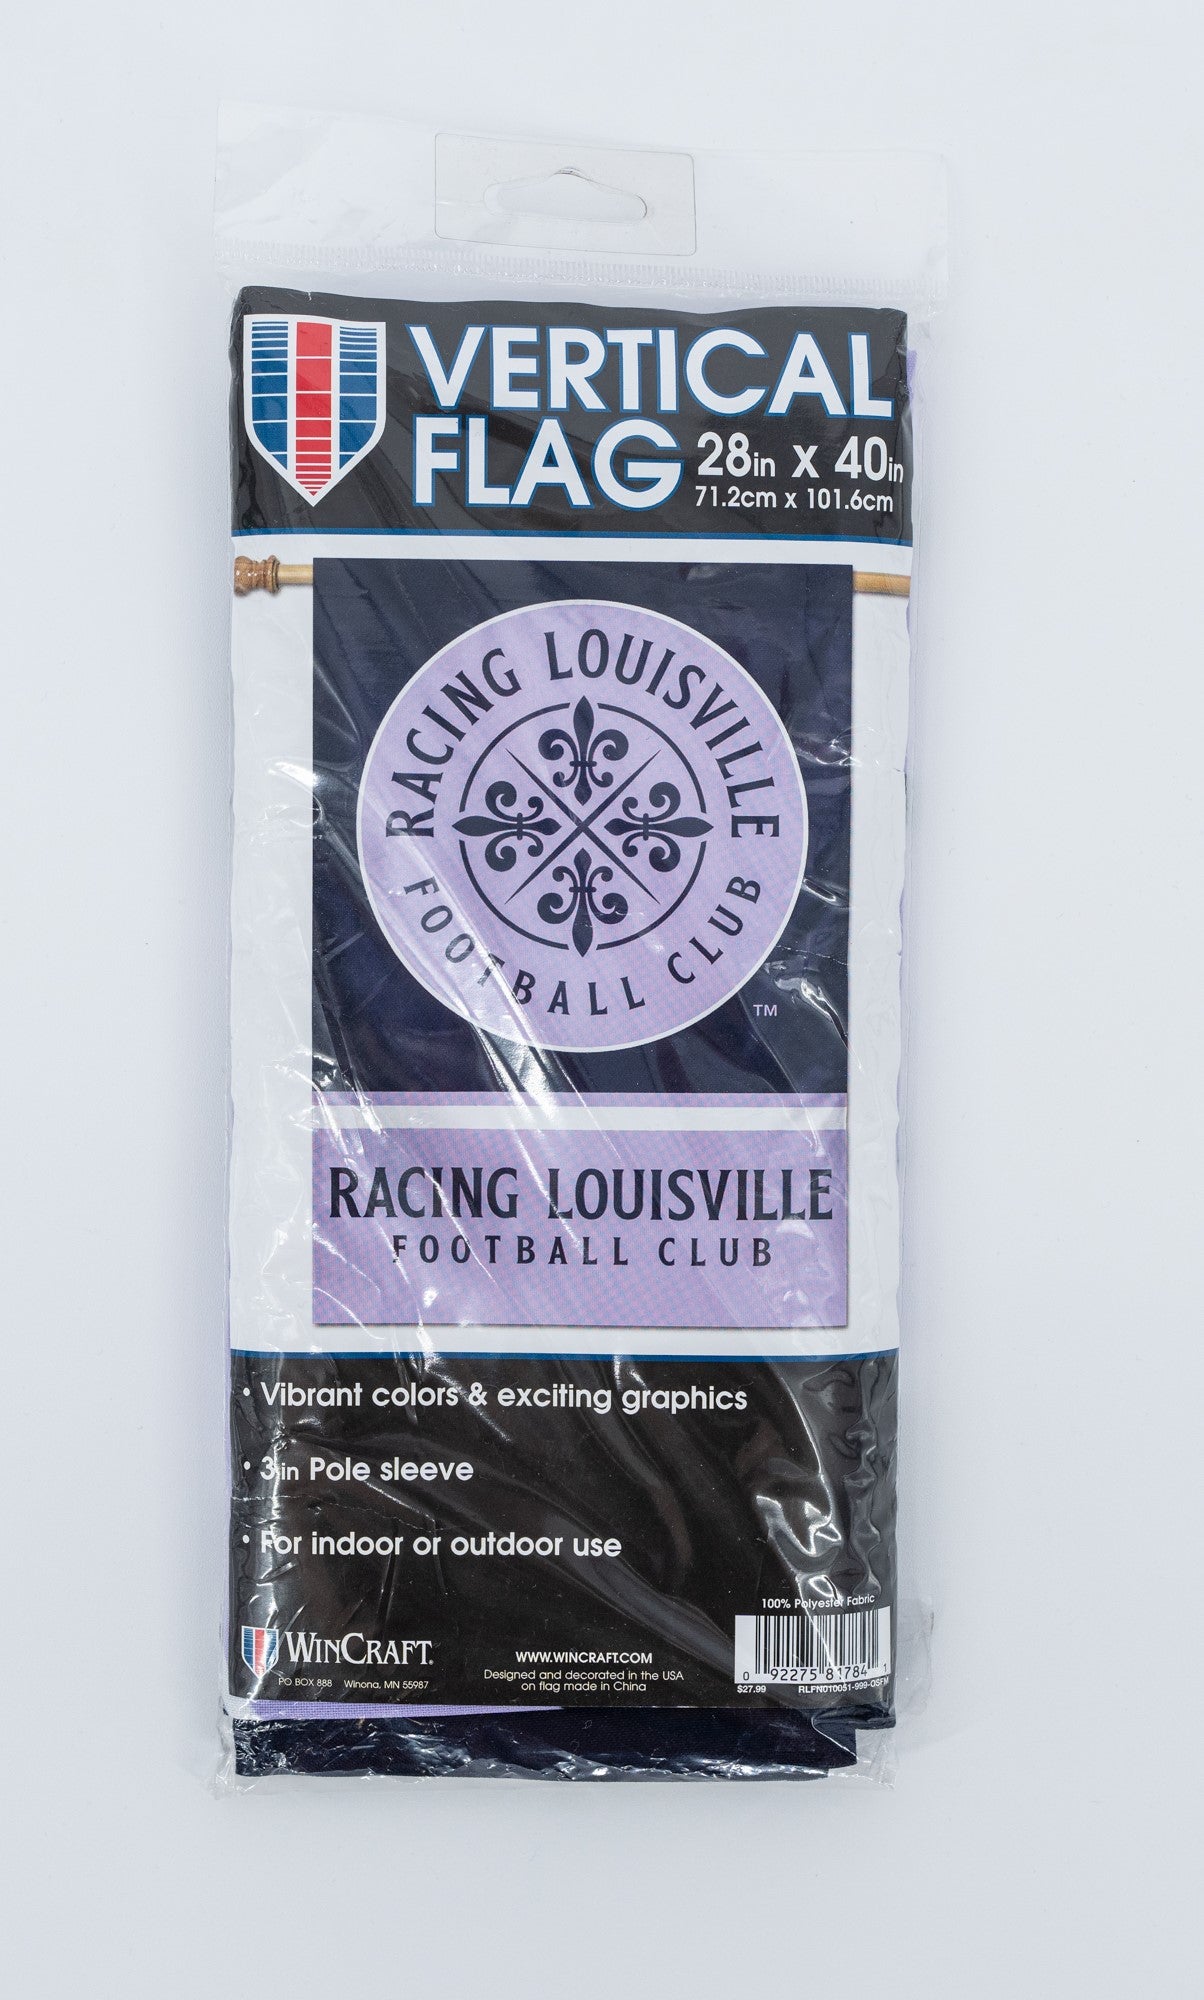 VERTICAL
FLAG 28in x 40in
71.2cm x 101.6cm
RACING LOUISVILLE
FOOTBALL CLUB
TM
RACING LOUISVILLE
FOOTBALL CLUB
• Vibrant colors & exciting graphics
• 3in Pole sleeve
• For indoor or outdoor use
100% Polyester Fabric
WINCRAFT®
PO BOX 888 Winona, MN 55987
WWW.WINCRAFT.COM
Designed and decorated in the USA
on flag made in China
0 92275 81784 1
$27.99 RLFN010051-999-OSFM